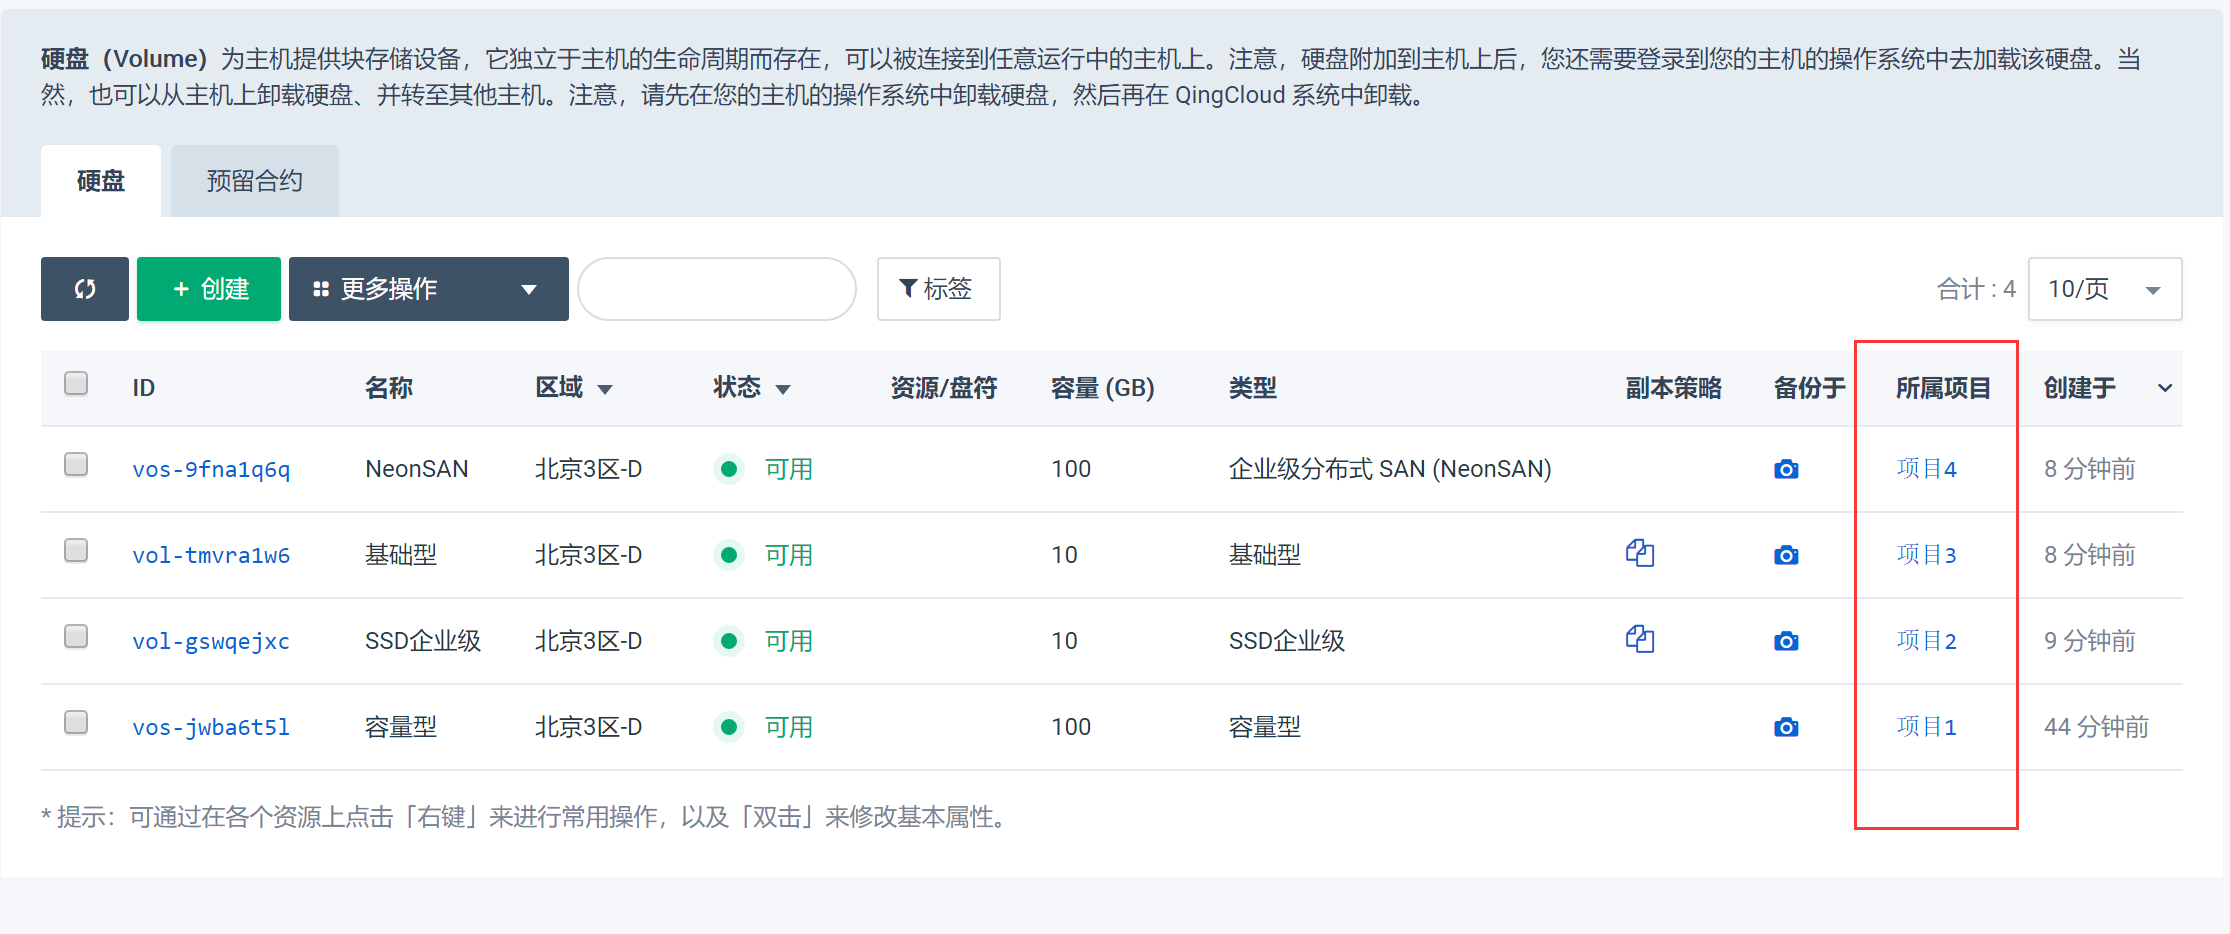 硬盘（Volume）为主机提供块存储设备，它独立于主机的生命周期而存在，可以被连接到任意运行中的主机上。注意，硬盘附加到主机上后，您还需要登录到您的主机的操作系统中去加载该硬盘。当
然，也可以从主机上卸载硬盘、并转至其他主机。注意，请先在您的主机的操作系统中卸载硬盘，然后再在 QingCloud 系统中卸载。
硬盘 预留合约
+ 创建 更多操作 标签 合计 : 4 10/页
ID 名称 区域 状态 资源/盘符 容量 (GB) 类型 副本策略 备份于 所属项目 创建于
vos-9fna1q6q NeonSAN 北京3区-D 可用 100 企业级分布式 SAN (NeonSAN) 项目4 8 分钟前
vol-tmvra1w6 基础型 北京3区-D 可用 10 基础型 项目3 8 分钟前
vol-gswqejxc SSD企业级 北京3区-D 可用 10 SSD企业级 项目2 9 分钟前
vos-jwba6t5l 容量型 北京3区-D 可用 100 容量型 项目1 44 分钟前
* 提示：可通过在各个资源上点击「右键」来进行常用操作，以及「双击」来修改基本属性。